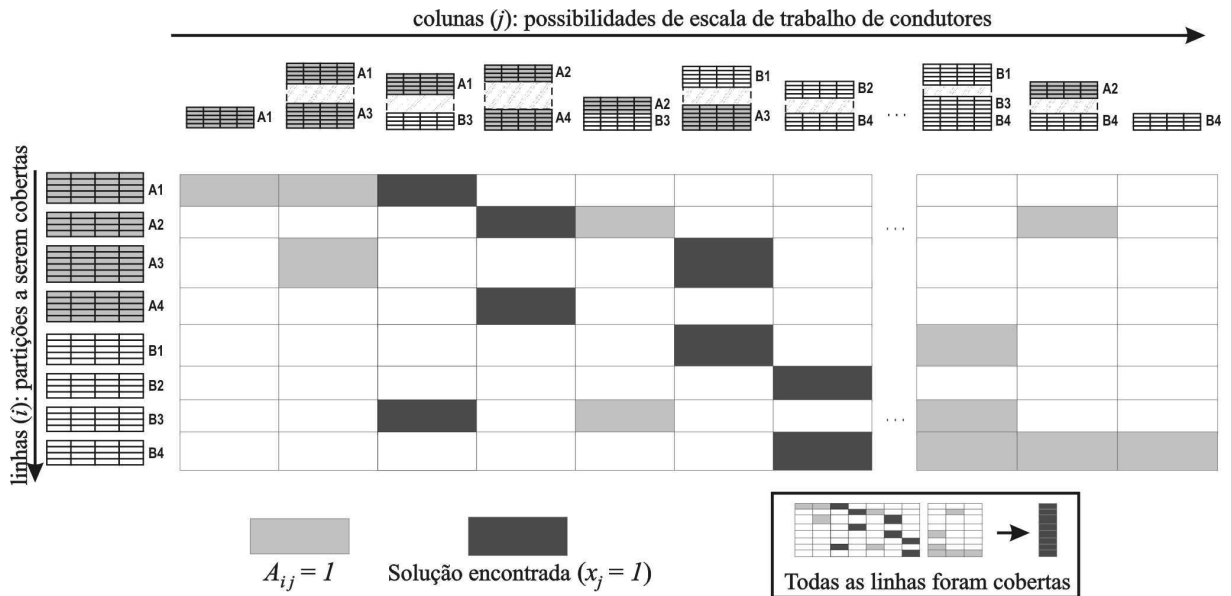 colunas (j): possibilidades de escala de trabalho de condutores
A1
A1
A3
A1
B3
A2
A4
A2
B3
B1
A3
B2
B4
. . .
B1
B3
B4
A2
B4
B4
linhas (i): partições a serem cobertas
A1
A2
. . .
A3
A4
B1
B2
B3
. . .
B4
A i j = 1
Solução encontrada (x j = 1)
Todas as linhas foram cobertas